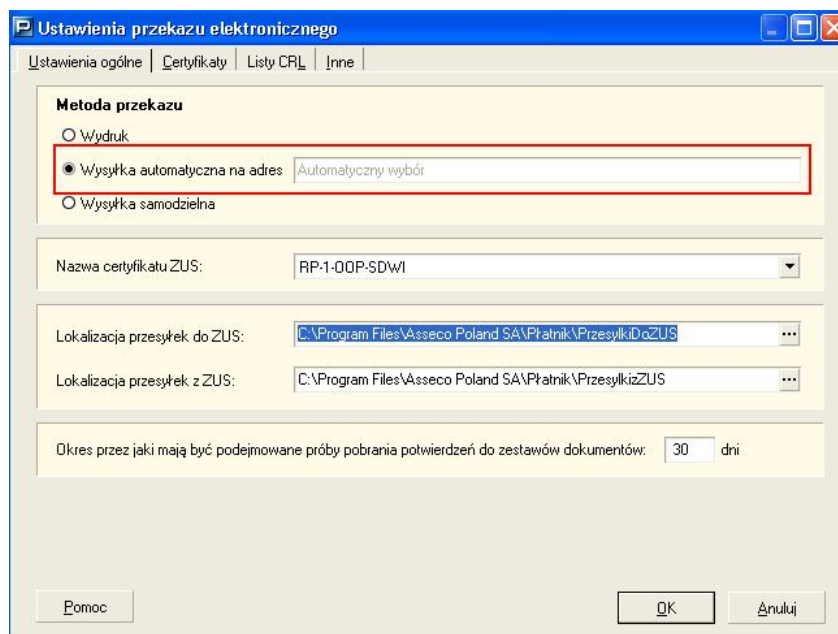 Ustawienia przekazu elektronicznego
Ustawienia ogólne Certyfikaty Listy CRL Inne
Metoda przekazu
Wydruk
Wysyłka automatyczna na adres Automatyczny wybór
Wysyłka samodzielna
Nazwa certyfikatu ZUS: RP-1-OOP-SDWI
Lokalizacja przesyłek do ZUS: C:\Program Files\Asseco Poland SA\Płatnik\PrzesylkiDoZUS
Lokalizacja przesyłek z ZUS: C:\Program Files\Asseco Poland SA\Płatnik\PrzesylkizZUS
Okres przez jaki mają być podejmowane próby pobrania potwierdzeń do zestawów dokumentów: 30 dni
Pomoc OK Anuluj